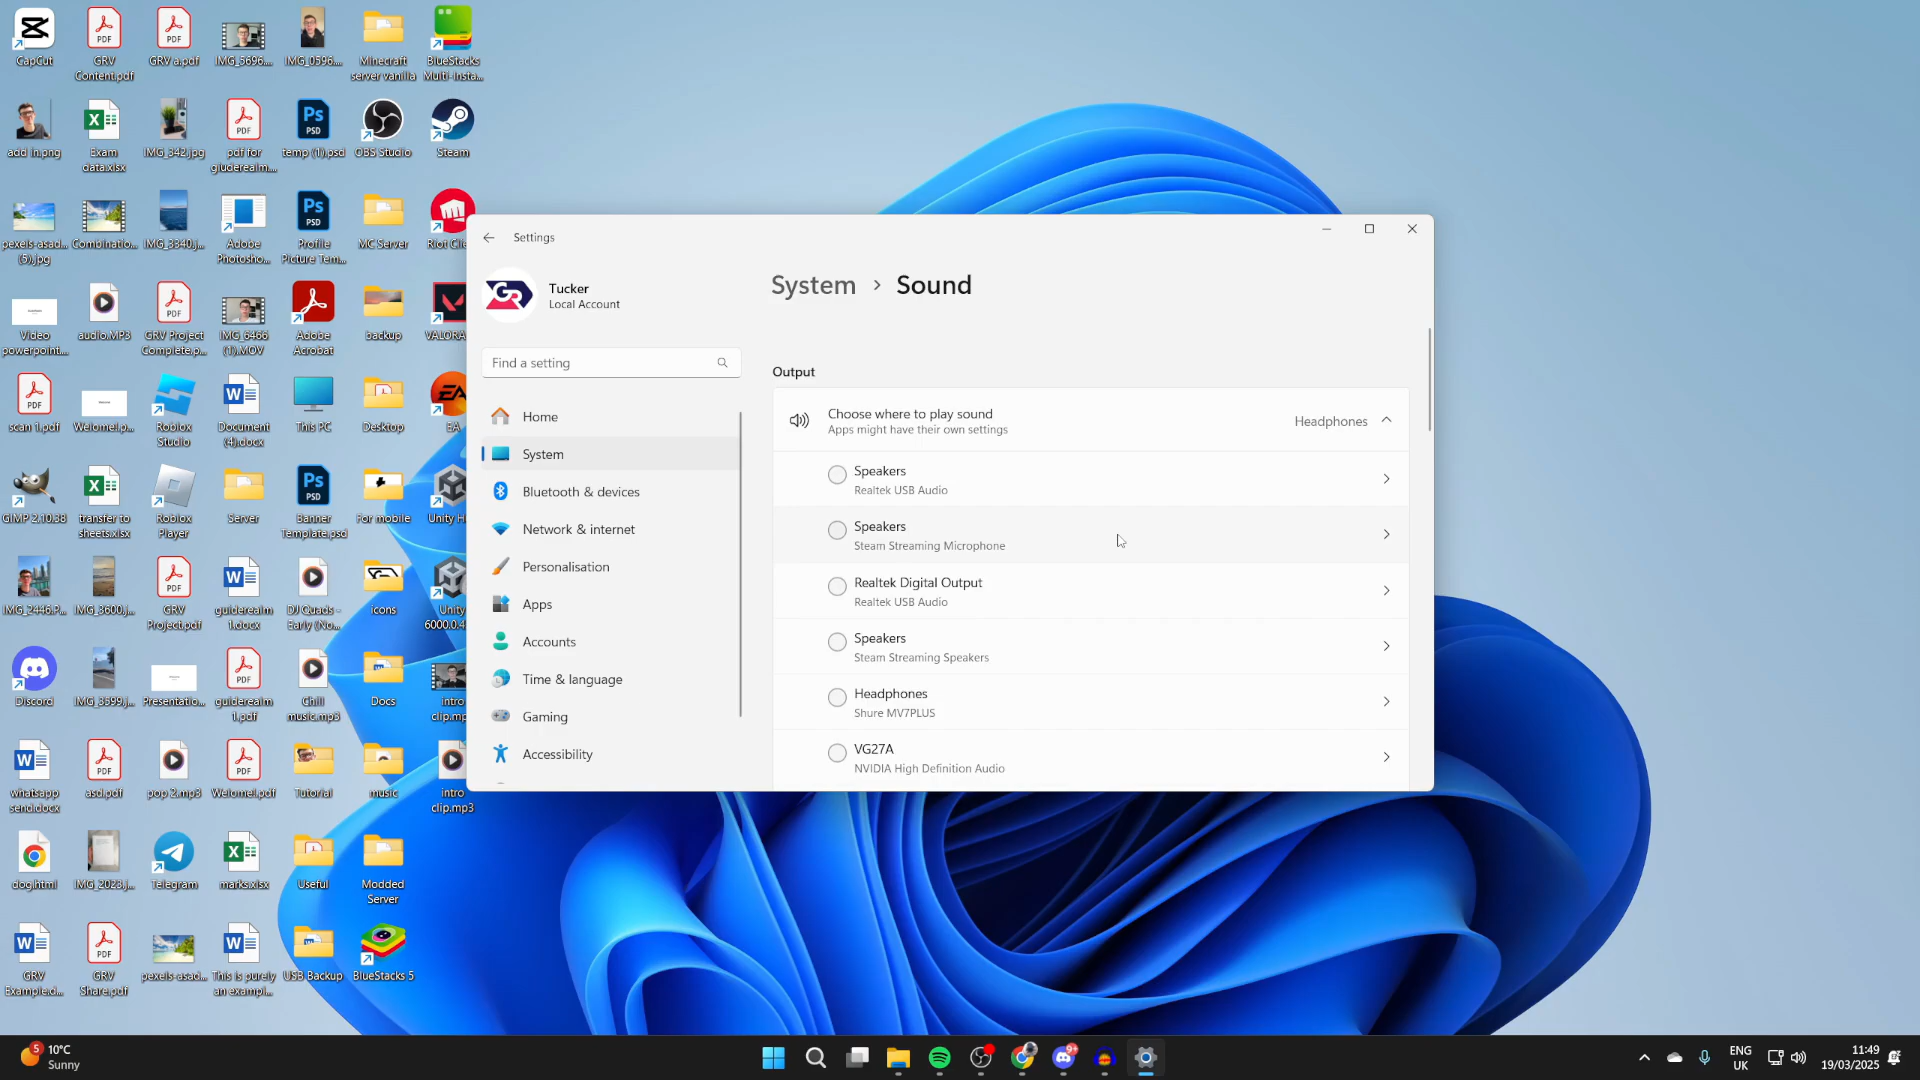 CapCut
GRV
Content.pdf
GRV a.pdf
IMG_5696....
IMG_0596....
Minecraft
server vanilla
BlueStacks
Multi-Insta...
add in.png
Exam
data.xlsx
IMG_342.jpg
pdf for
giuderealm...
temp (1).psd
OBS Studio
Steam
pexels-asad...
(5).jpg
Combinatio...
IMG_3340.j...
Adobe
Photosho...
Profile
Picture Tem...
MC Server
Riot Clie
Video
powerpoint...
audio.MP3
GRV Project
Complete.p...
IMG_6466
(1).MOV
Adobe
Acrobat
backup
VALORA
scan 1.pdf
Welome!.p...
Roblox
Studio
Document
(4).docx
This PC
Desktop
EA
GIMP 2.10.38
transfer to
sheets.xlsx
Roblox
Player
Server
Banner
Template.psd
For mobile
Unity H
IMG_2446.P...
IMG_3600.j...
GRV
Project.pdf
guiderealm
1.docx
DJ Quads -
Early (No...
icons
Unity
6000.0.4
Discord
IMG_3399.j...
Presentatio...
guiderealm
1.pdf
Chill
music.mp3
Docs
intro
clip.mp
whatsapp
send.docx
asd.pdf
pop 2.mp3
Welome!.pdf
Tutorial
music
intro
clip.mp3
dog.html
IMG_2023.j...
Telegram
marks.xlsx
Useful
Modded
Server
GRV
Example.d...
GRV
Share.pdf
pexels-asad...
This is purely
an exampl...
USB Backup
BlueStacks 5
Settings
Tucker
Local Account
Find a setting
Home
System
Bluetooth & devices
Network & internet
Personalisation
Apps
Accounts
Time & language
Gaming
Accessibility
System > Sound
Output
Choose where to play sound
Apps might have their own settings
Headphones
Speakers
Realtek USB Audio
Speakers
Steam Streaming Microphone
Realtek Digital Output
Realtek USB Audio
Speakers
Steam Streaming Speakers
Headphones
Shure MV7PLUS
VG27A
NVIDIA High Definition Audio
5
10°C
Sunny
9+
ENG
UK
11:49
19/03/2025